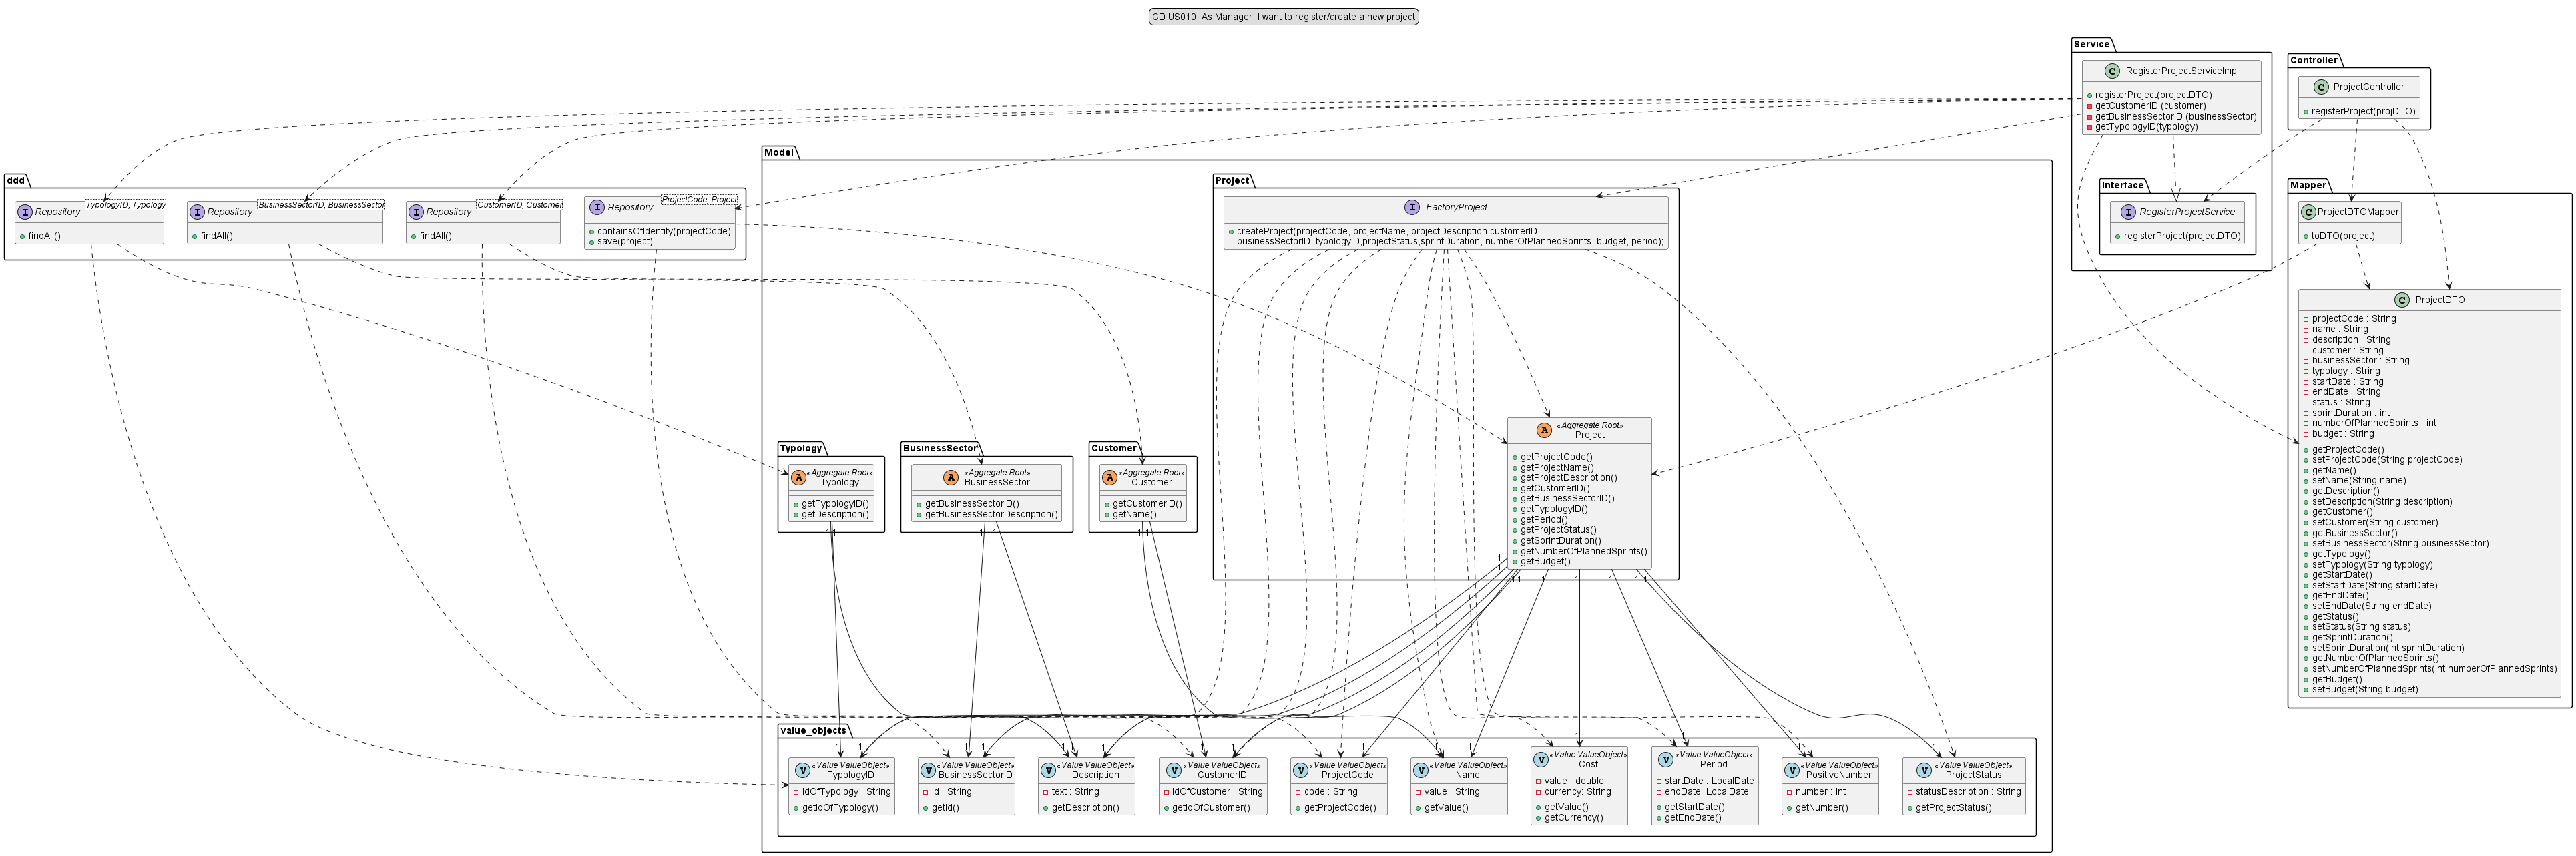 CD US010  As Manager, I want to register/create a new project
Service
RegisterProjectServiceImpl
registerProject(projectDTO)
getCustomerID (customer)
getBusinessSectorID (businessSector)
getTypologyID(typology)
Interface
RegisterProjectService
registerProject(projectDTO)
Controller
ProjectController
registerProject(projDTO)
ddd
Repository
TypologyID, Typology
findAll()
Repository
BusinessSectorID, BusinessSector
findAll()
Repository
CustomerID, Customer
findAll()
Repository
ProjectCode, Project
containsOfIdentity(projectCode)
save(project)
Model
Project
FactoryProject
createProject(projectCode, projectName, projectDescription,customerID,
businessSectorID, typologyID,projectStatus,sprintDuration, numberOfPlannedSprints, budget, period);
«Aggregate Root»
Project
getProjectCode()
getProjectName()
getProjectDescription()
getCustomerID()
getBusinessSectorID()
getTypologyID()
getPeriod()
getProjectStatus()
getSprintDuration()
getNumberOfPlannedSprints()
getBudget()
Typology
«Aggregate Root»
Typology
getTypologyID()
getDescription()
BusinessSector
«Aggregate Root»
BusinessSector
getBusinessSectorID()
getBusinessSectorDescription()
Customer
«Aggregate Root»
Customer
getCustomerID()
getName()
Mapper
ProjectDTOMapper
toDTO(project)
ProjectDTO
projectCode : String
name : String
description : String
customer : String
businessSector : String
typology : String
startDate : String
endDate : String
status : String
sprintDuration : int
numberOfPlannedSprints : int
budget : String
getProjectCode()
setProjectCode(String projectCode)
getName()
setName(String name)
getDescription()
setDescription(String description)
getCustomer()
setCustomer(String customer)
getBusinessSector()
setBusinessSector(String businessSector)
getTypology()
setTypology(String typology)
getStartDate()
setStartDate(String startDate)
getEndDate()
setEndDate(String endDate)
getStatus()
setStatus(String status)
getSprintDuration()
setSprintDuration(int sprintDuration)
getNumberOfPlannedSprints()
setNumberOfPlannedSprints(int numberOfPlannedSprints)
getBudget()
setBudget(String budget)
value_objects
«Value ValueObject»
TypologyID
idOfTypology : String
getIdOfTypology()
«Value ValueObject»
BusinessSectorID
id : String
getId()
«Value ValueObject»
Description
text : String
getDescription()
«Value ValueObject»
CustomerID
idOfCustomer : String
getIdOfCustomer()
«Value ValueObject»
ProjectCode
code : String
getProjectCode()
«Value ValueObject»
Name
value : String
getValue()
«Value ValueObject»
Cost
value : double
currency: String
getValue()
getCurrency()
«Value ValueObject»
Period
startDate : LocalDate
endDate: LocalDate
getStartDate()
getEndDate()
«Value ValueObject»
PositiveNumber
number : int
getNumber()
«Value ValueObject»
ProjectStatus
statusDescription : String
getProjectStatus()